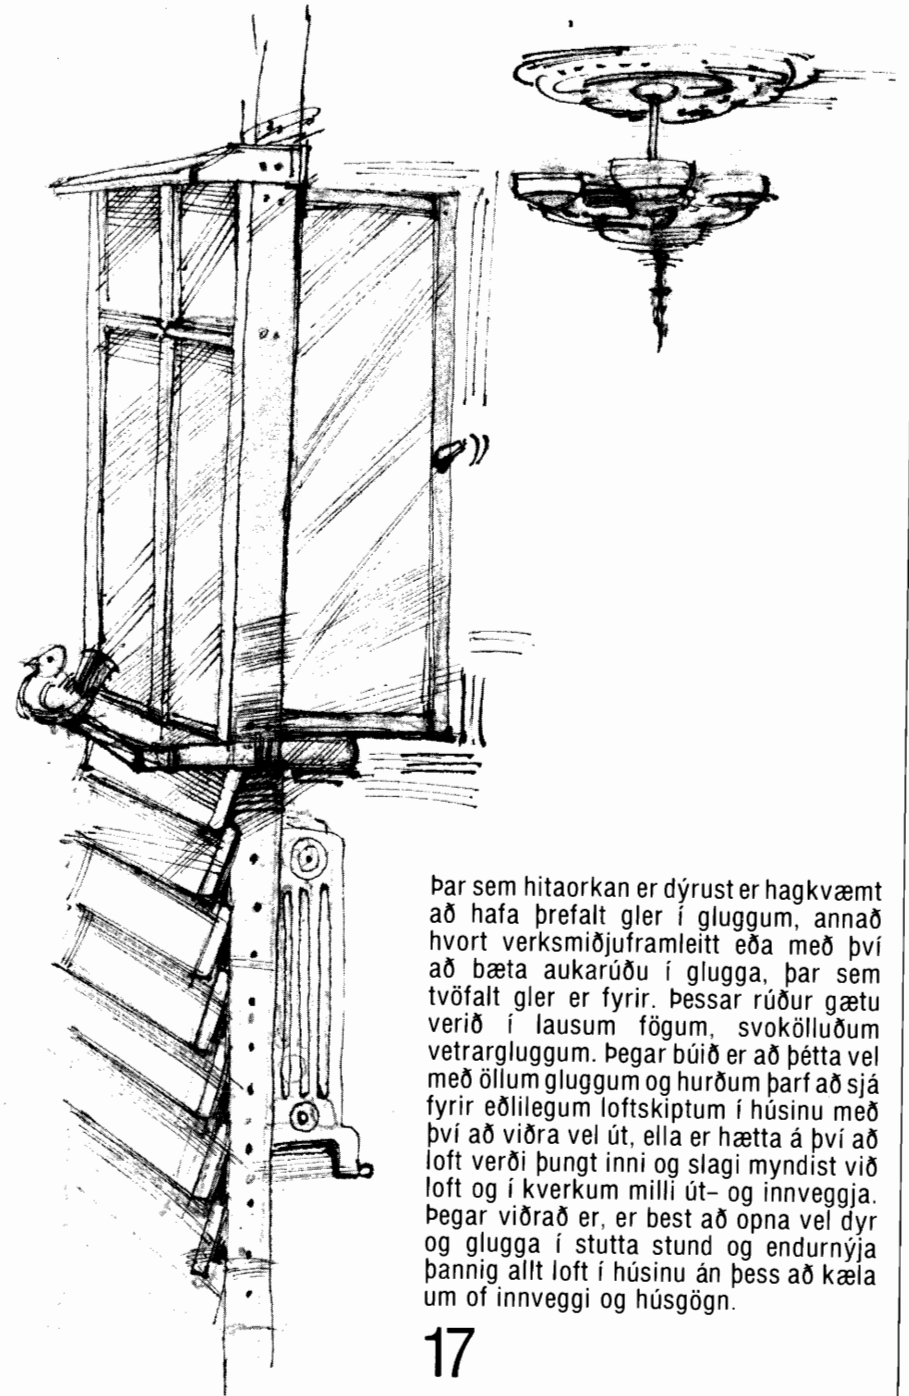 Þar sem hitaorkan er dýrust er hagkvæmt
að hafa þrefalt gler í gluggum, annað
hvort verksmiðjuframleitt eða með því
að bæta aukarúðu í glugga, þar sem
tvöfalt gler er fyrir. Þessar rúður gætu
verið í lausum fögum, svokölluðum
vetrargluggum. Þegar búið er að þétta vel
með öllum gluggum og hurðum þarf að sjá
fyrir eðlilegum loftskiptum í húsinu með
því að viðra vel út, ella er hætta á því að
loft verði þungt inni og slagi myndist við
loft og í kverkum milli út- og innveggja.
Þegar viðrað er, er best að opna vel dyr
og glugga í stutta stund og endurnýja
þannig allt loft í húsinu án þess að kæla
um of innveggi og húsgögn.
17